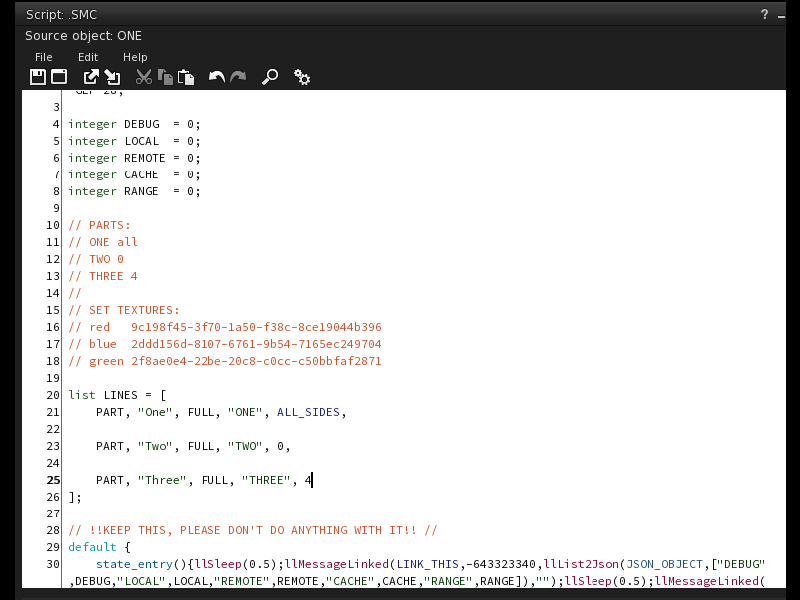 Script: .SMC ?
Source object: ONE
File Edit Help
3
4 integer DEBUG  = 0;
5 integer LOCAL  = 0;
6 integer REMOTE = 0;
7 integer CACHE  = 0;
8 integer RANGE  = 0;
9
10 // PARTS:
11 // ONE all
12 // TWO 0
13 // THREE 4
14 //
15 // SET TEXTURES:
16 // red   9c198f45-3f70-1a50-f38c-8ce19044b396
17 // blue  2ddd156d-8107-6761-9b54-7165ec249704
18 // green 2f8ae0e4-22be-20c8-c0cc-c50bbfaf2871
19
20 list LINES = [
21     PART, "One", FULL, "ONE", ALL_SIDES,
22
23     PART, "Two", FULL, "TWO", 0,
24
25     PART, "Three", FULL, "THREE", 4
26 ];
27
28 // !!KEEP THIS, PLEASE DON'T DO ANYTHING WITH IT!! //
29 default {
30     state_entry(){llSleep(0.5);llMessageLinked(LINK_THIS,-643323340,llList2Json(JSON_OBJECT,["DEBUG"
,DEBUG,"LOCAL",LOCAL,"REMOTE",REMOTE,"CACHE",CACHE,"RANGE",RANGE]),"");llSleep(0.5);llMessageLinked(